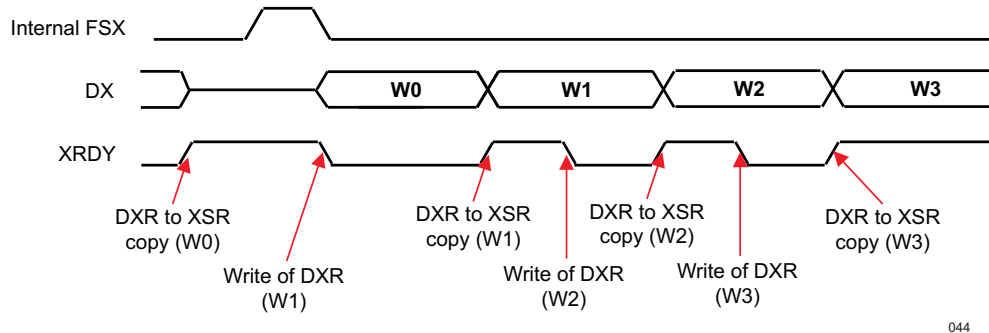 Internal FSX
DX
W0
W1
W2
W3
XRDY
DXR to XSR
copy (W0)
Write of DXR
(W1)
DXR to XSR
copy (W1)
Write of DXR
(W2)
DXR to XSR
copy (W2)
Write of DXR
(W3)
DXR to XSR
copy (W3)
044